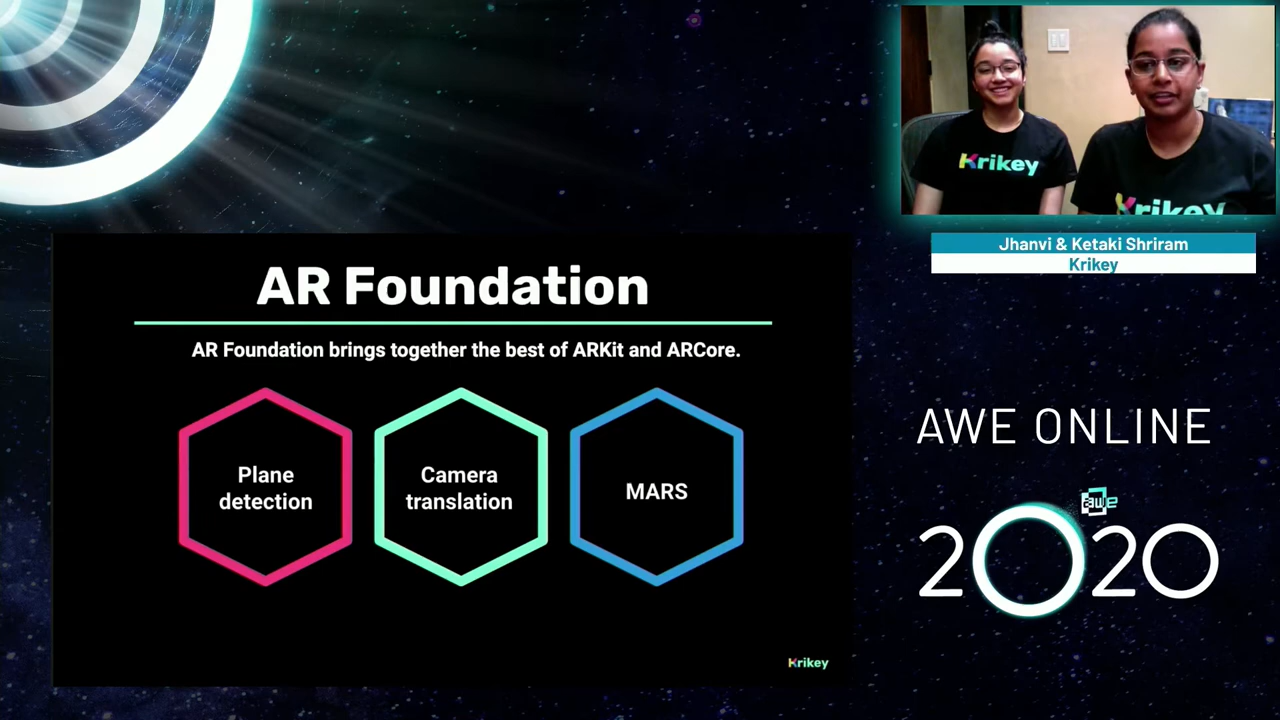 AR Foundation
AR Foundation brings together the best of ARKit and ARCore.
Plane
detection
Camera
translation
MARS
Krikey
Krikey
Krikey
Jhanvi & Ketaki Shriram
Krikey
AWE ONLINE
awe
2020